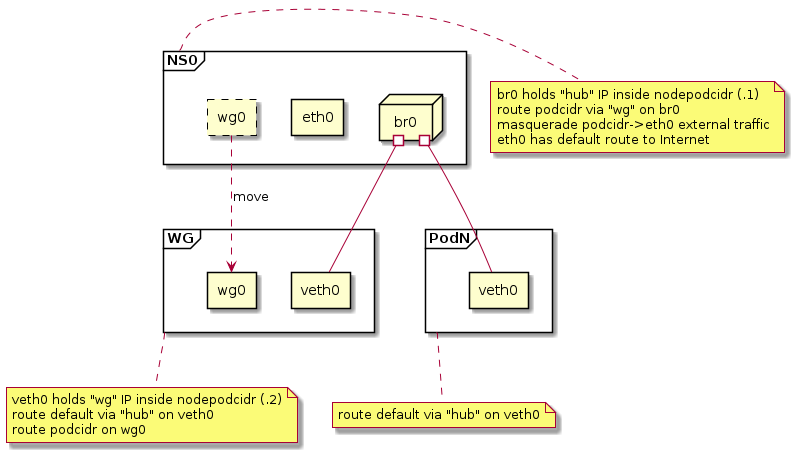 NS0
wg0
eth0
br0
br0 holds "hub" IP inside nodepodcidr (.1)
route podcidr via "wg" on br0
masquerade podcidr->eth0 external traffic
eth0 has default route to Internet
move
WG
wg0
veth0
PodN
veth0
veth0 holds "wg" IP inside nodepodcidr (.2)
route default via "hub" on veth0
route podcidr on wg0
route default via "hub" on veth0